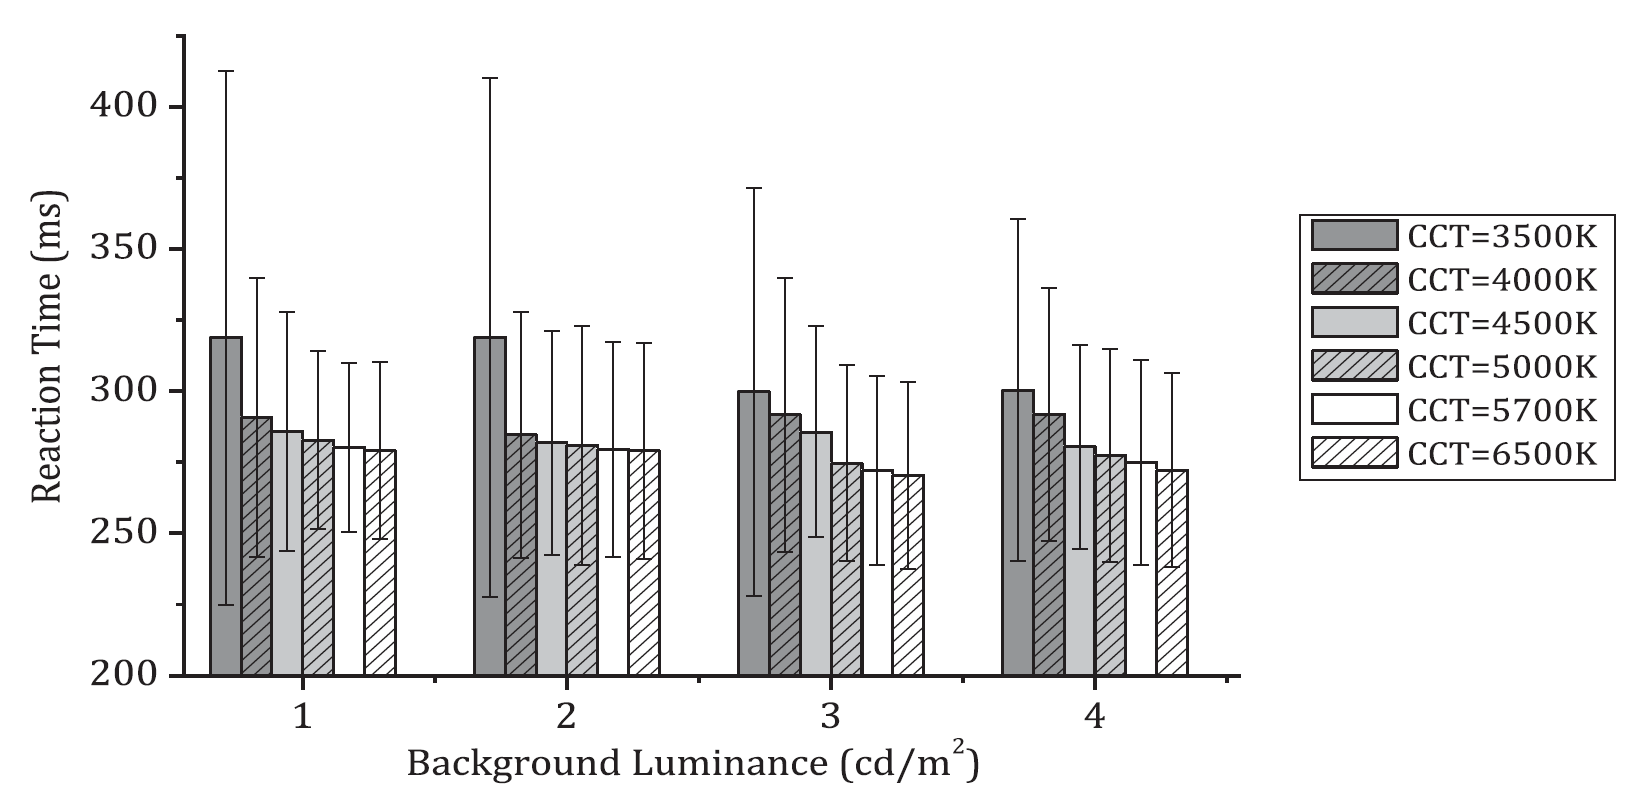 400
350
300
250
200
Reaction Time (ms)
1 2 3 4
Background Luminance (cd/m²)
CCT=3500K
CCT=4000K
CCT=4500K
CCT=5000K
CCT=5700K
CCT=6500K